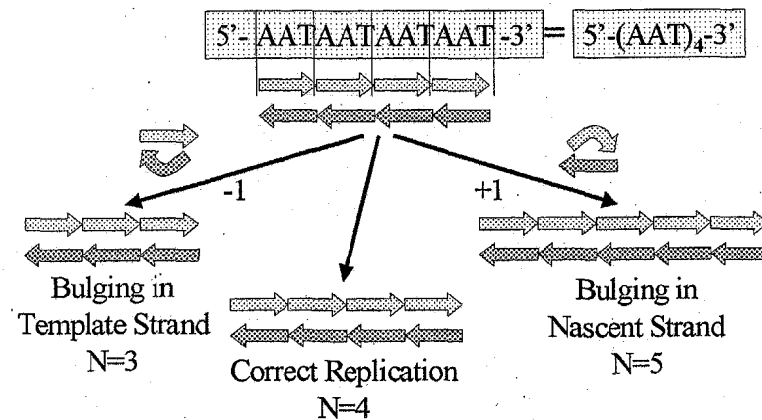 5'- AAT AAT AAT AAT -3' = 5'-(AAT)₄-3'
-1
+1
Bulging in
Template Strand
N=3
Correct Replication
N=4
Bulging in
Nascent Strand
N=5